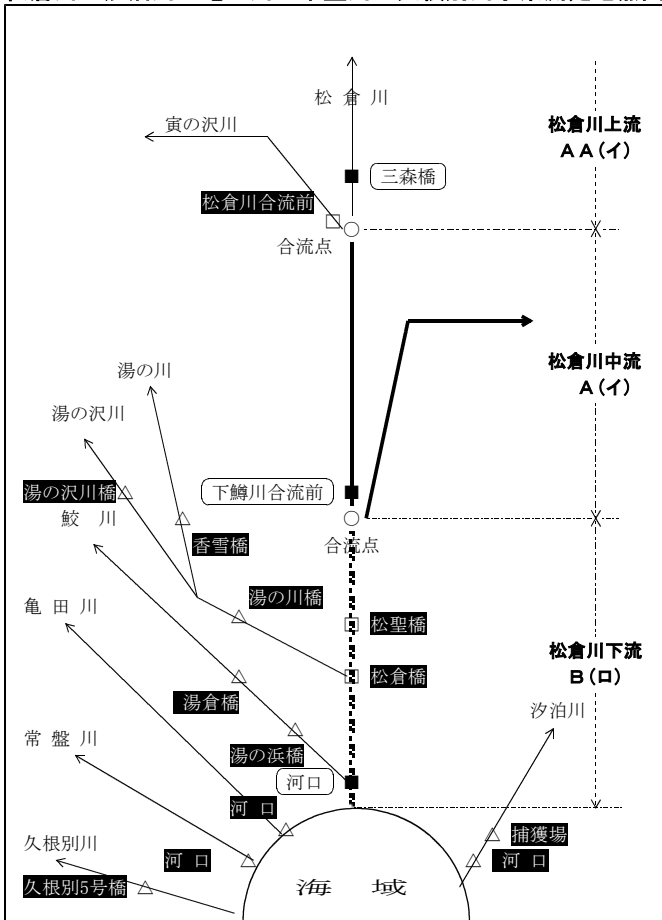 松 倉 川
寅の沢川
松倉川上流
ＡＡ(イ)
三森橋
松倉川合流前
合流点
松倉川中流
Ａ(イ)
湯の川
湯の沢川
湯の沢川橋
下鱒川合流前
鮫 川
香雪橋
合流点
亀 田 川
湯の川橋
松聖橋
松倉川下流
Ｂ(ロ)
松倉橋
湯倉橋
汐泊川
常 盤 川
湯の浜橋
河口
河 口
捕獲場
久根別川
河 口
河 口
久根別5号橋
海 域